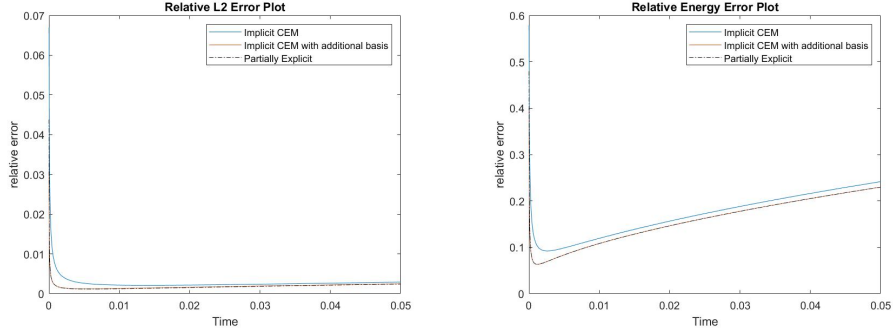 Relative L2 Error Plot
0.07
0.06
0.05
0.04
0.03
0.02
0.01
0
relative error
Implicit CEM
Implicit CEM with additional basis
Partially Explicit
0 0.01 0.02 0.03 0.04 0.05
Time
Relative Energy Error Plot
0.6
0.5
0.4
0.3
0.2
0.1
0
relative error
Implicit CEM
Implicit CEM with additional basis
Partially Explicit
0 0.01 0.02 0.03 0.04 0.05
Time